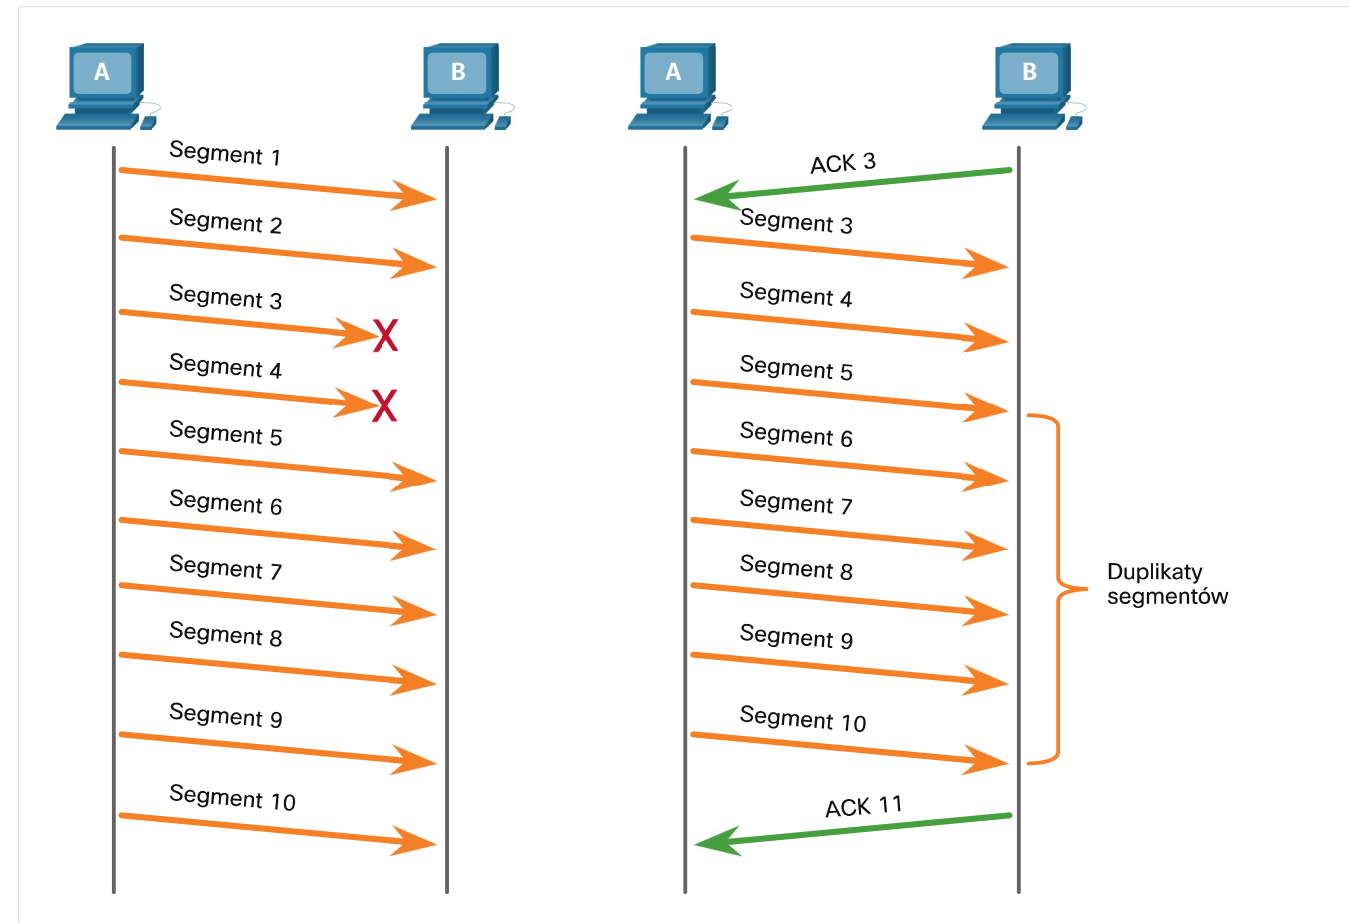 A
B
Segment 1
Segment 2
Segment 3
Segment 4
Segment 5
Segment 6
Segment 7
Segment 8
Segment 9
Segment 10
X
X
A
B
ACK 3
Segment 3
Segment 4
Segment 5
Segment 6
Segment 7
Segment 8
Segment 9
Segment 10
ACK 11
Duplikaty
segmentów